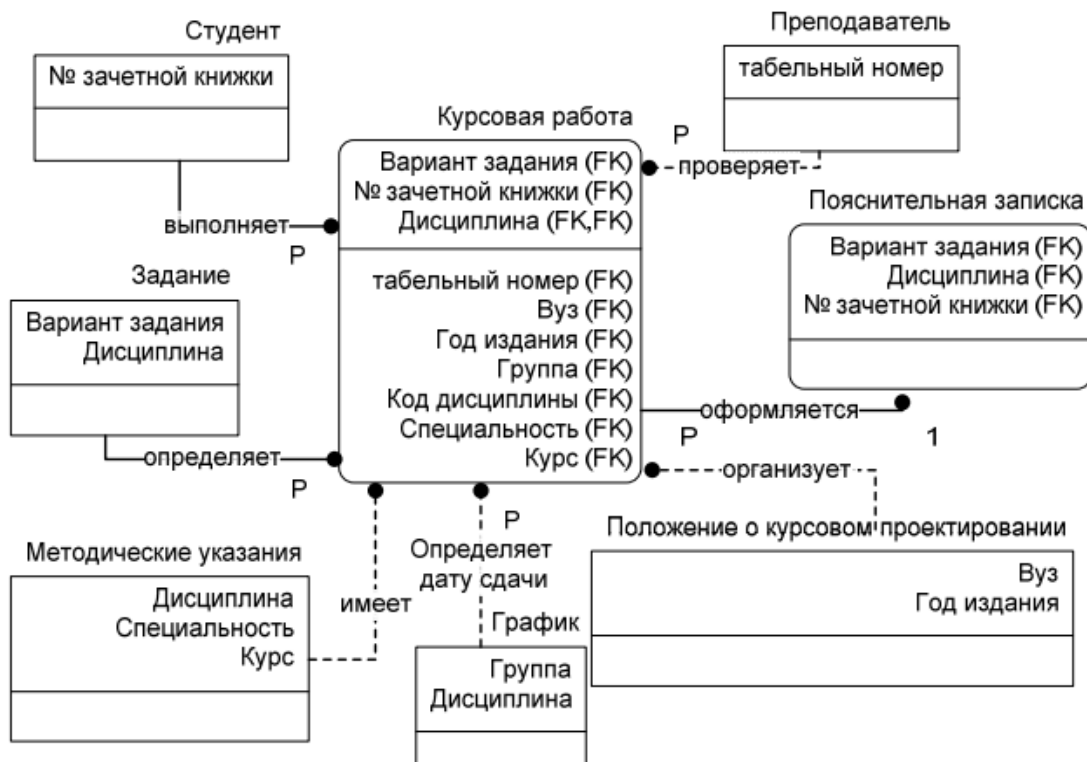 Студент
№ зачетной книжки
Преподаватель
табельный номер
Курсовая работа
Вариант задания (FK)
№ зачетной книжки (FK)
Дисциплина (FK,FK)
табельный номер (FK)
Вуз (FK)
Год издания (FK)
Группа (FK)
Код дисциплины (FK)
Специальность (FK)
Курс (FK)
P
проверяет
Пояснительная записка
Вариант задания (FK)
Дисциплина (FK)
№ зачетной книжки (FK)
выполняет
P
Задание
Вариант задания
Дисциплина
определяет
P
оформляется
P
1
организует
Положение о курсовом проектировании
Вуз
Год издания
Методические указания
Дисциплина
Специальность
Курс
имеет
P
Определяет
дату сдачи
График
Группа
Дисциплина